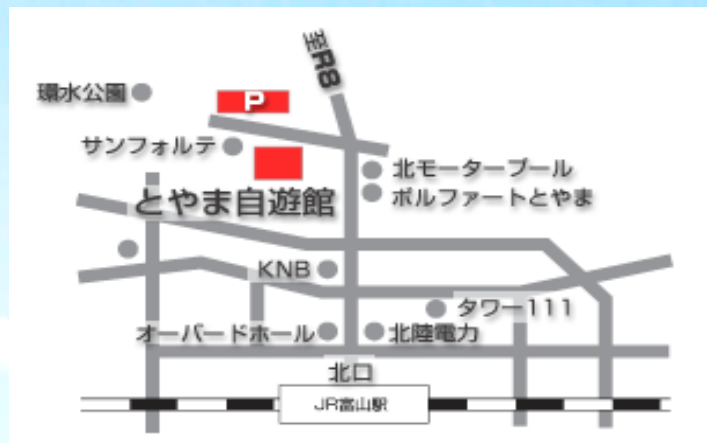 至R8
環水公園
P
サンフォルテ
北モータープール
とやま自遊館
ボルファートとやま
KNB
タワー111
オーバードホール
北陸電力
北口
JR富山駅